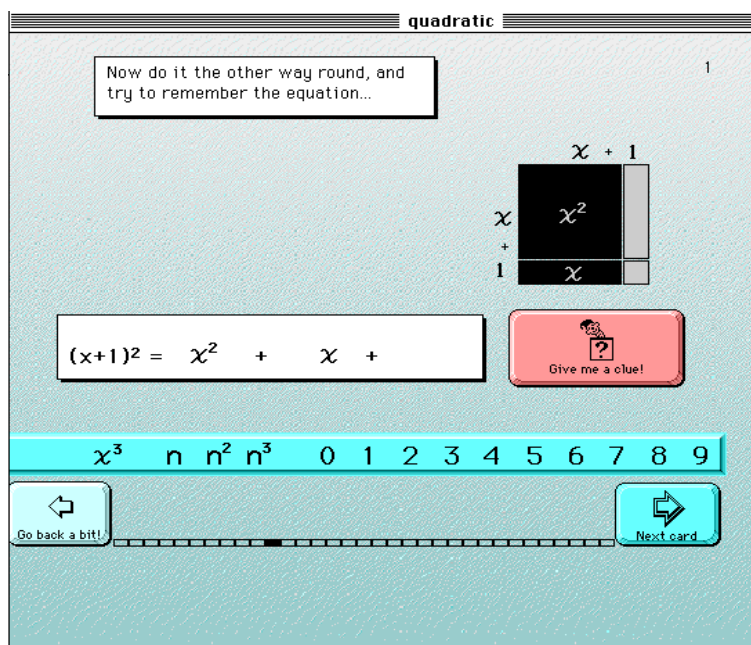 quadratic
Now do it the other way round, and
try to remember the equation...
1
x + 1
x
+
1
x²
x
(x+1)² = x² + x +
Give me a clue!
x³ n n² n³ 0 1 2 3 4 5 6 7 8 9
Go back a bit!
Next card